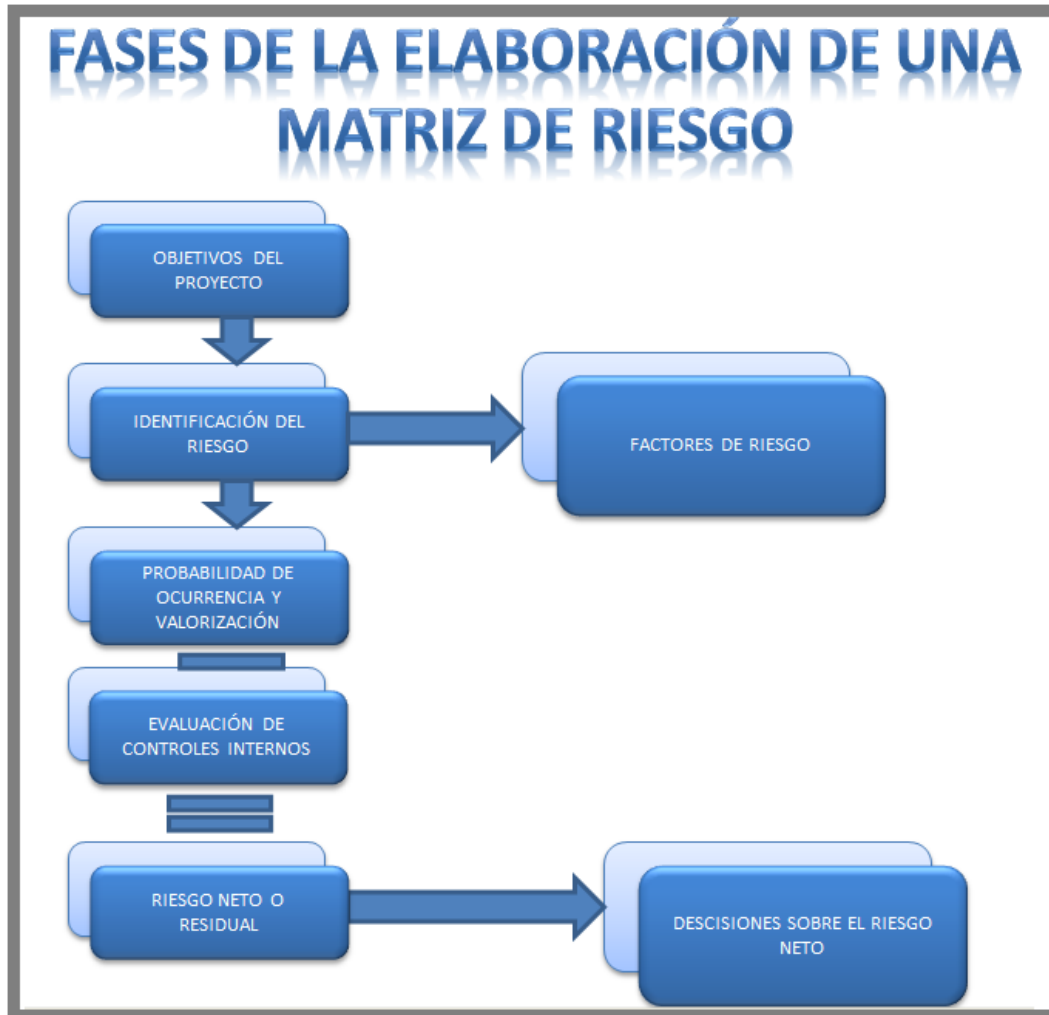 FASES DE LA ELABORACIÓN DE UNA
MATRIZ DE RIESGO
OBJETIVOS DEL
PROYECTO
IDENTIFICACIÓN DEL
RIESGO
FACTORES DE RIESGO
PROBABILIDAD DE
OCURRENCIA Y
VALORIZACIÓN
EVALUACIÓN DE
CONTROLES INTERNOS
RIESGO NETO O
RESIDUAL
DESCISIONES SOBRE EL RIESGO
NETO